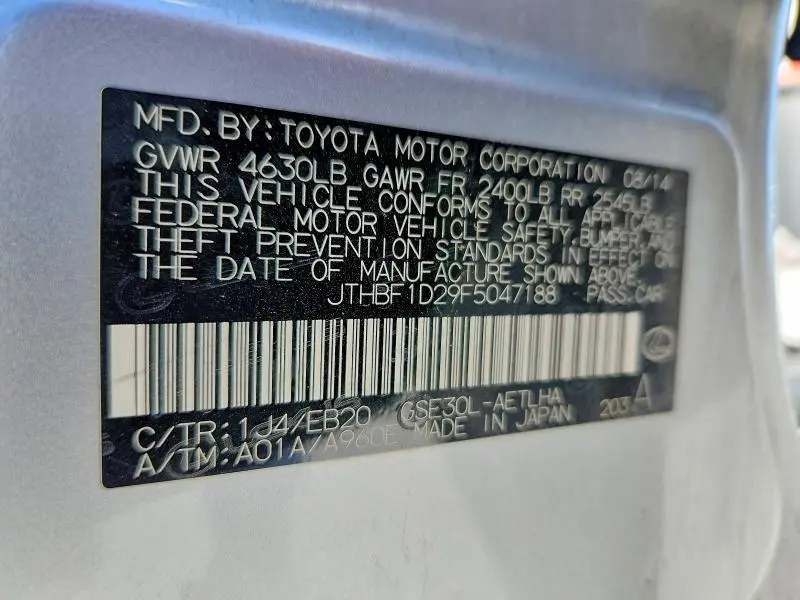 MFD. BY: TOYOTA MOTOR CORPORATION 08/14
GVWR 4630LB GAWR FR 2400LB RR 2546LB
THIS VEHICLE CONFORMS TO ALL APPLICABLE
FEDERAL MOTOR VEHICLE SAFETY, BUMPER, AND
THEFT PREVENTION STANDARDS IN EFFECT ON
THE DATE OF MANUFACTURE SHOWN ABOVE.
JTHBF1D29F5047188 PASS.CAR
C/TR: 1J4/EB20 GSE30L-AETLHA 203 A
A/TM: A01A/A960E MADE IN JAPAN